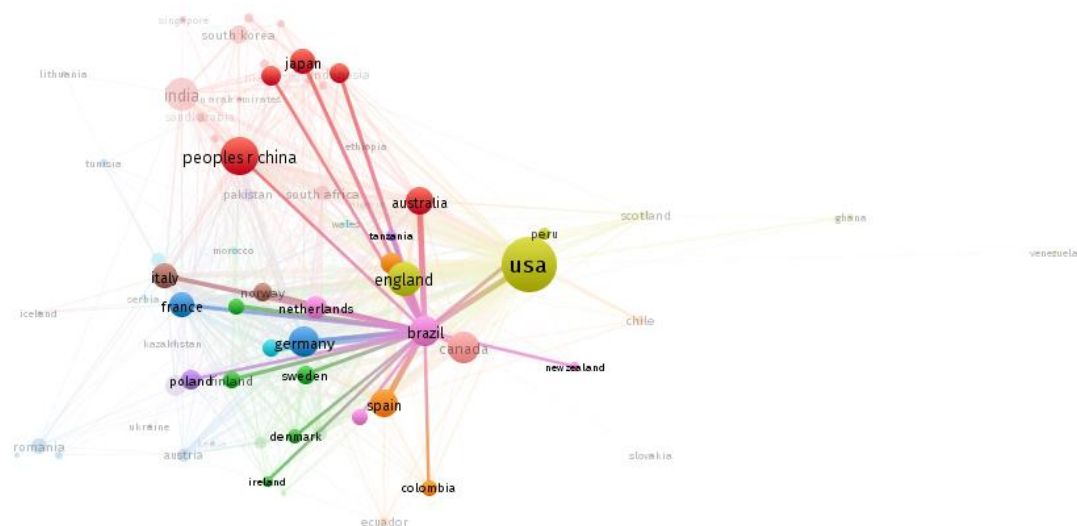 singapore
south korea
japan
lithuania
india
saudi arabia
ethiopia
peoples r china
tunisia
pakistan
south africa
australia
scotland
ghana
wales
tanzania
peru
morocco
venezuela
usa
italy
england
norway
serbia
france
netherlands
iceland
chile
brazil
kazakhstan
germany
canada
new zealand
poland
finland
sweden
spain
ukraine
denmark
romania
austria
slovakia
ireland
colombia
ecuador